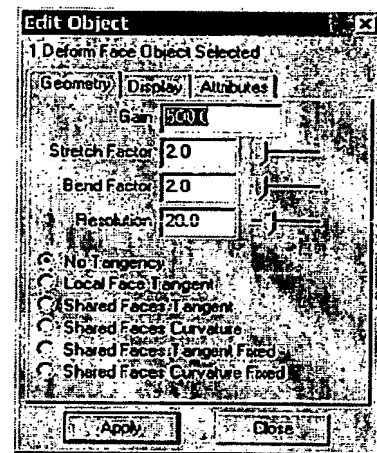 Edit Object
1 Deform Face Object Selected
Geometry Display Attributes
Gain 500.0
Stretch Factor 2.0
Bend Factor 2.0
Resolution 20.0
No Tangency
Local Face Tangent
Shared Faces Tangent
Shared Faces Curvature
Shared Faces Tangent Fixed
Shared Faces Curvature Fixed
Apply Close